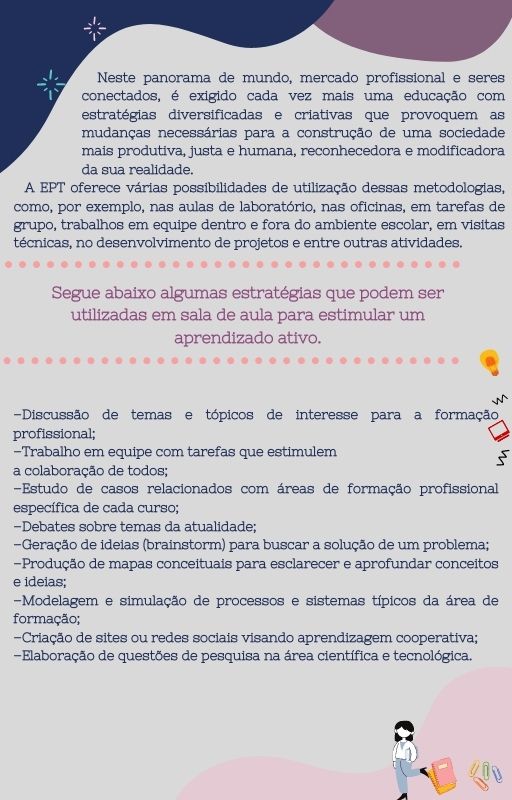 Neste panorama de mundo, mercado profissional e seres
conectados, é exigido cada vez mais uma educação com
estratégias diversificadas e criativas que provoquem as
mudanças necessárias para a construção de uma sociedade
mais produtiva, justa e humana, reconhecedora e modificadora
da sua realidade.
A EPT oferece várias possibilidades de utilização dessas metodologias,
como, por exemplo, nas aulas de laboratório, nas oficinas, em tarefas de
grupo, trabalhos em equipe dentro e fora do ambiente escolar, em visitas
técnicas, no desenvolvimento de projetos e entre outras atividades.
Segue abaixo algumas estratégias que podem ser
utilizadas em sala de aula para estimular um
aprendizado ativo.
–Discussão de temas e tópicos de interesse para a formação
profissional;
–Trabalho em equipe com tarefas que estimulem
a colaboração de todos;
–Estudo de casos relacionados com áreas de formação profissional
específica de cada curso;
–Debates sobre temas da atualidade;
–Geração de ideias (brainstorm) para buscar a solução de um problema;
–Produção de mapas conceituais para esclarecer e aprofundar conceitos
e ideias;
–Modelagem e simulação de processos e sistemas típicos da área de
formação;
–Criação de sites ou redes sociais visando aprendizagem cooperativa;
–Elaboração de questões de pesquisa na área científica e tecnológica.